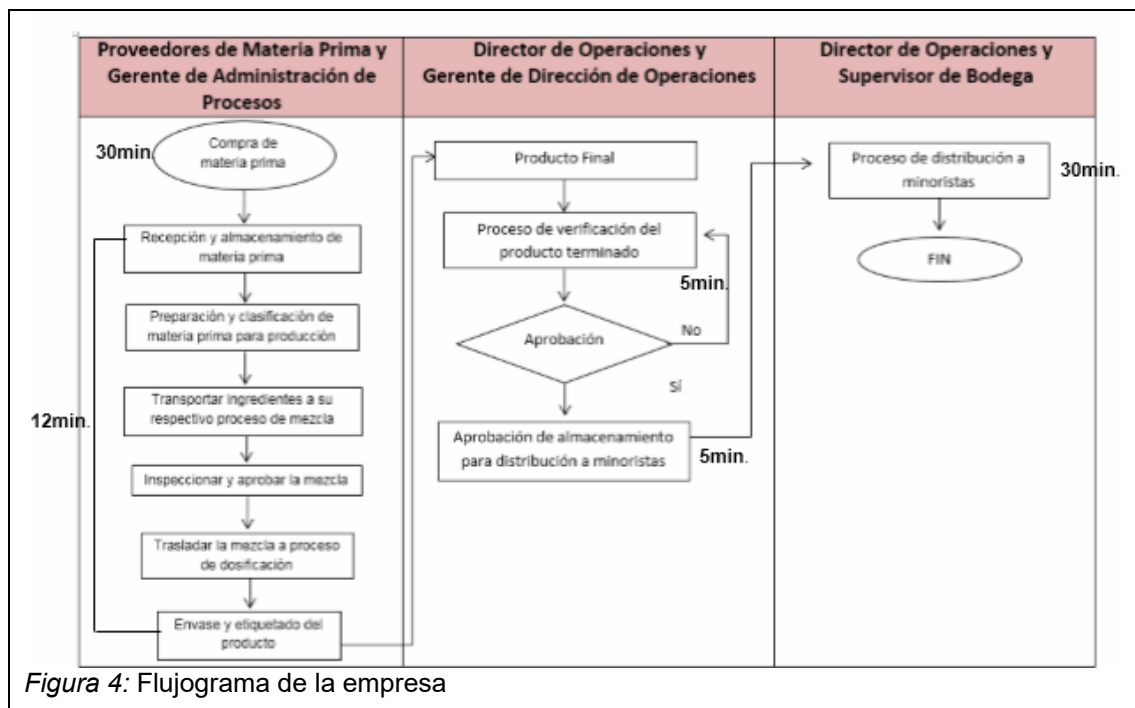 Proveedores de Materia Prima y
Gerente de Administración de
Procesos
Director de Operaciones y
Gerente de Dirección de Operaciones
Director de Operaciones y
Supervisor de Bodega
30min.
Compra de
materia prima
Recepción y almacenamiento de
materia prima
Preparación y clasificación de
materia prima para producción
12min.
Transportar ingredientes a su
respectivo proceso de mezcla
Inspeccionar y aprobar la mezcla
Trasladar la mezcla a proceso
de dosificación
Envase y etiquetado del
producto
Producto Final
Proceso de verificación del
producto terminado
5min.
Aprobación
No
Sí
Aprobación de almacenamiento
para distribución a minoristas
5min.
Proceso de distribución a
minoristas
30min.
FIN
Figura 4: Flujograma de la empresa